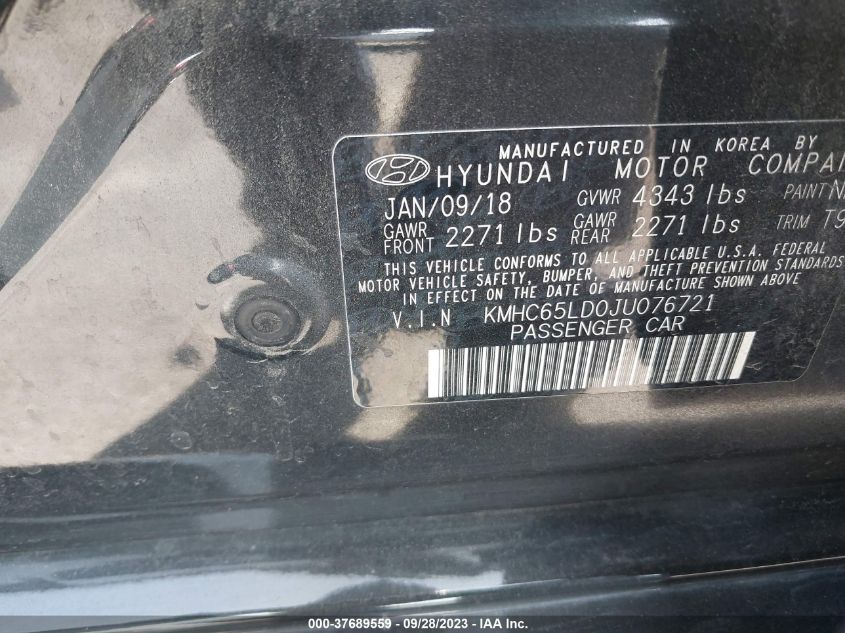 MANUFACTURED IN KOREA BY
HYUNDAI MOTOR
JAN/09/18 GVWR 4343 lbs PAINT
GAWR FRONT 2271 lbs GAWR REAR 2271 lbs TRIM T9
THIS VEHICLE CONFORMS TO ALL APPLICABLE U.S.A. FEDERAL
MOTOR VEHICLE SAFETY, BUMPER, AND THEFT PREVENTION STANDARDS
IN EFFECT ON THE DATE OF MANUFACTURE SHOWN ABOVE
V.I.N KMHC65LD0JU076721
PASSENGER CAR
000-37689559 - 09/28/2023 - IAA Inc.